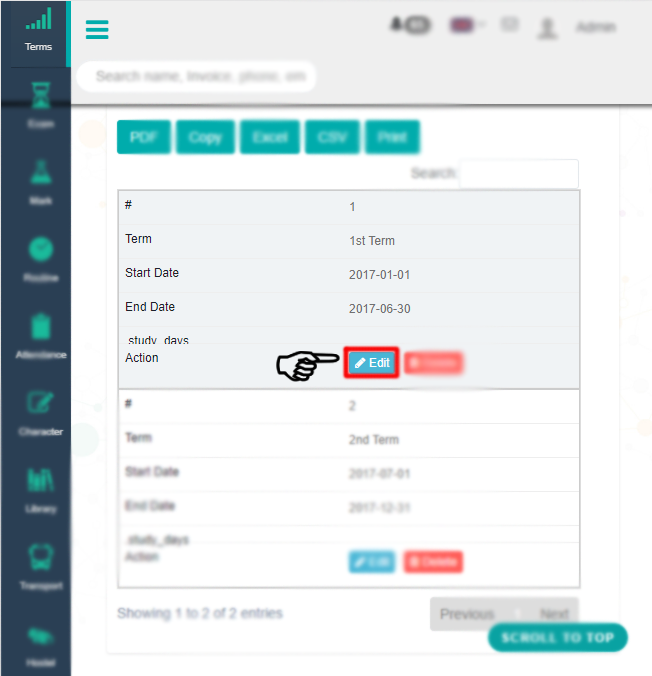 Admin
Search name, Invoice, phone, em
Terms
Exam
Mark
Routine
Attendance
Character
Library
Transport
Hostel
PDF Copy Excel CSV Print
Search:
# 1
Term 1st Term
Start Date 2017-01-01
End Date 2017-06-30
.study_days
Action Edit Delete
# 2
Term 2nd Term
Start Date 2017-07-01
End Date 2017-12-31
.study_days
Action Edit Delete
Showing 1 to 2 of 2 entries
Previous 1 Next
SCROLL TO TOP